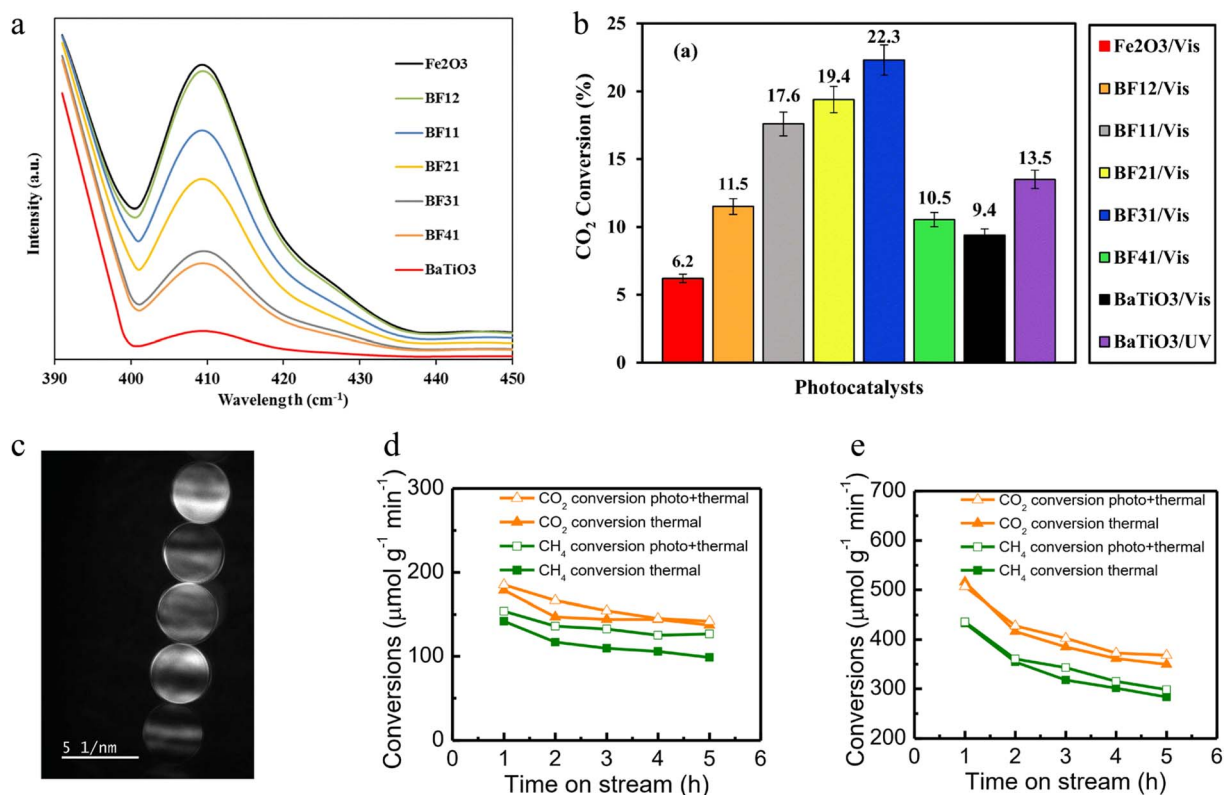 a
Intensity (a.u.)
Fe2O3
BF12
BF11
BF21
BF31
BF41
BaTiO3
390 400 410 420 430 440 450
Wavelength (cm⁻¹)
b
(a)
CO₂ Conversion (%)
25
20
15
10
5
0
6.2
11.5
17.6
19.4
22.3
10.5
9.4
13.5
Photocatalysts
Fe2O3/Vis
BF12/Vis
BF11/Vis
BF21/Vis
BF31/Vis
BF41/Vis
BaTiO3/Vis
BaTiO3/UV
c
5 1/nm
d
Conversions (μmol g⁻¹ min⁻¹)
300
200
100
0
CO₂ conversion photo+thermal
CO₂ conversion thermal
CH₄ conversion photo+thermal
CH₄ conversion thermal
0 1 2 3 4 5 6
Time on stream (h)
e
Conversions (μmol g⁻¹ min⁻¹)
700
600
500
400
300
200
CO₂ conversion photo+thermal
CO₂ conversion thermal
CH₄ conversion photo+thermal
CH₄ conversion thermal
0 1 2 3 4 5 6
Time on stream (h)